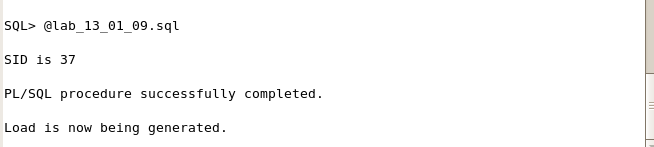 SQL> @lab_13_01_09.sql
SID is 37
PL/SQL procedure successfully completed.
Load is now being generated.